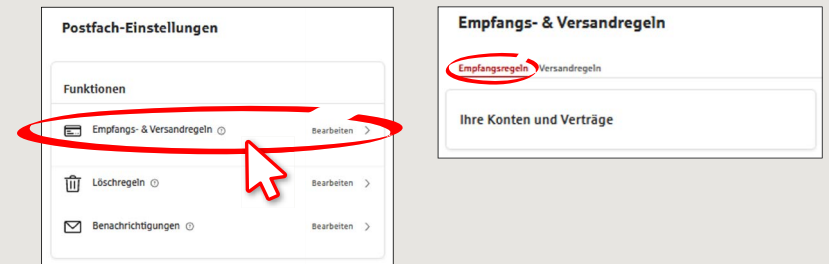 Postfach-Einstellungen
Funktionen
Empfangs- & Versandregeln
Bearbeiten
Löschregeln
Bearbeiten
Benachrichtigungen
Bearbeiten
Empfangs- & Versandregeln
Empfangsregeln Versandregeln
Ihre Konten und Verträge